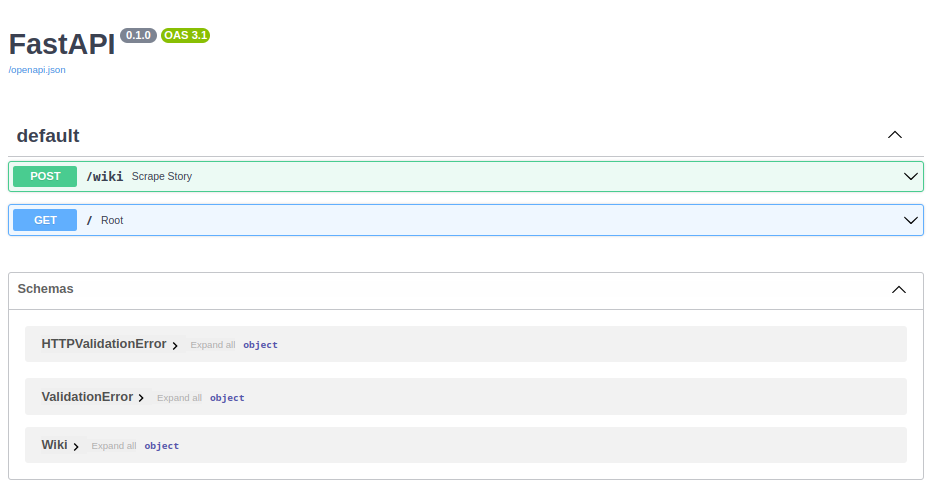 FastAPI 0.1.0 OAS 3.1
/openapi.json
default
POST /wiki Scrape Story
GET / Root
Schemas
HTTPValidationError Expand all object
ValidationError Expand all object
Wiki Expand all object